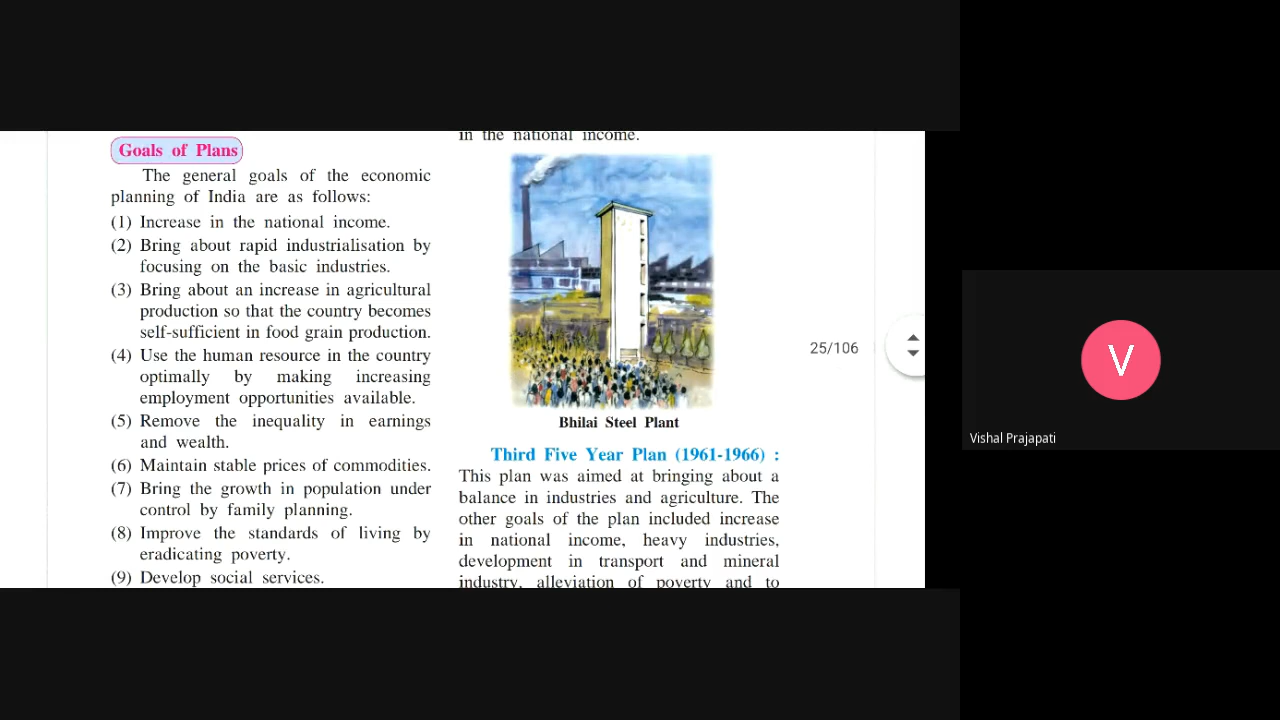 Goals of Plans
The general goals of the economic
planning of India are as follows:
(1) Increase in the national income.
(2) Bring about rapid industrialisation by
focusing on the basic industries.
(3) Bring about an increase in agricultural
production so that the country becomes
self-sufficient in food grain production.
(4) Use the human resource in the country
optimally by making increasing
employment opportunities available.
(5) Remove the inequality in earnings
and wealth.
(6) Maintain stable prices of commodities.
(7) Bring the growth in population under
control by family planning.
(8) Improve the standards of living by
eradicating poverty.
(9) Develop social services.
in the national income.
Bhilai Steel Plant
Third Five Year Plan (1961-1966) :
This plan was aimed at bringing about a
balance in industries and agriculture. The
other goals of the plan included increase
in national income, heavy industries,
development in transport and mineral
industry, alleviation of poverty and to
25/106
V
Vishal Prajapati